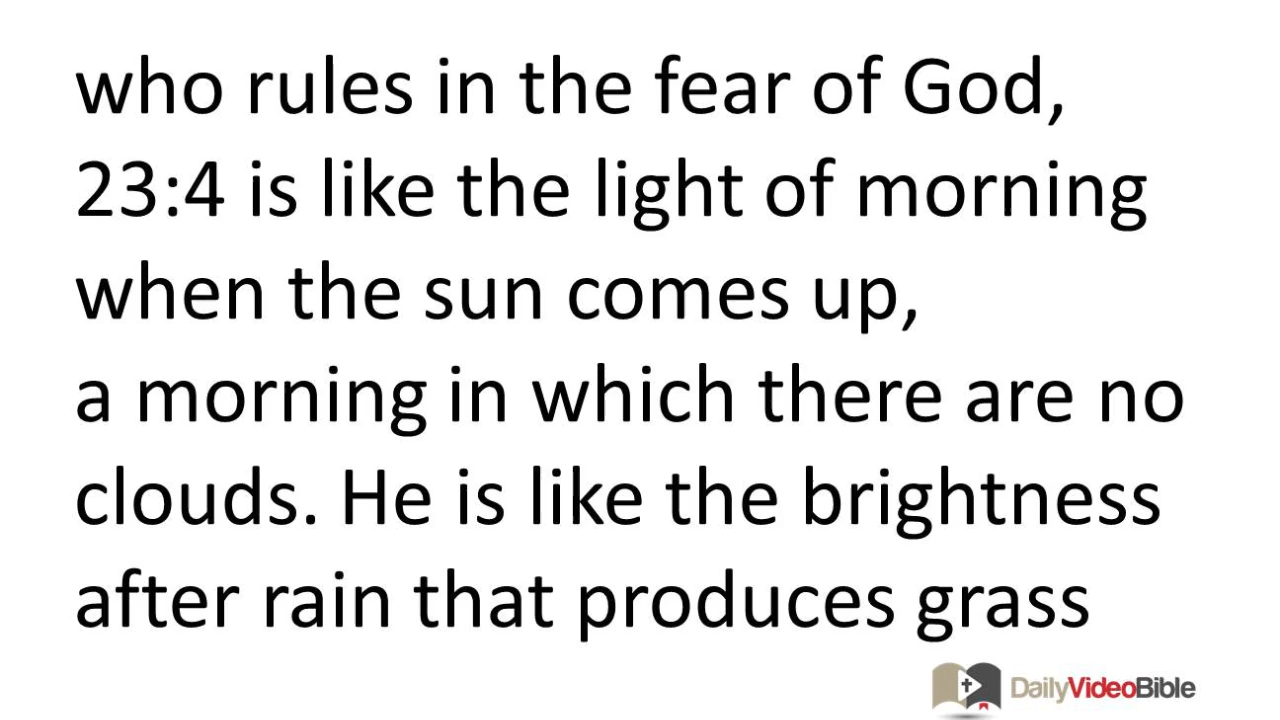 who rules in the fear of God,
23:4 is like the light of morning
when the sun comes up,
a morning in which there are no
clouds. He is like the brightness
after rain that produces grass
DailyVideoBible